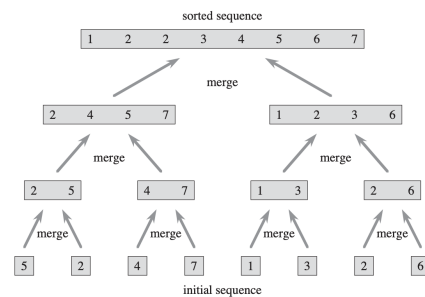 sorted sequence
1 2 2 3 4 5 6 7
merge
2 4 5 7 1 2 3 6
merge merge
2 5 4 7 1 3 2 6
merge merge merge merge
5 2 4 7 1 3 2 6
initial sequence